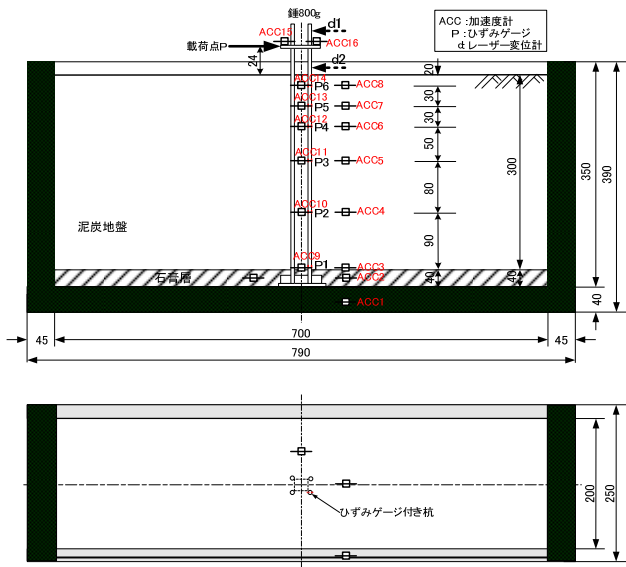 錘800g
ACC15
d1
ACC16
載荷点P
d2
24
ACC :加速度計
P :ひずみゲージ
d:レーザー変位計
20
ACC14
P6
ACC8
30
ACC13
P5
ACC7
30
ACC12
P4
ACC6
50
ACC11
P3
ACC5
80
ACC10
P2
ACC4
90
ACC9
P1
ACC3
泥炭地盤
石膏層
ACC2
40
40
300
350
390
ACC1
40
45
700
45
790
200
250
ひずみゲージ付き杭